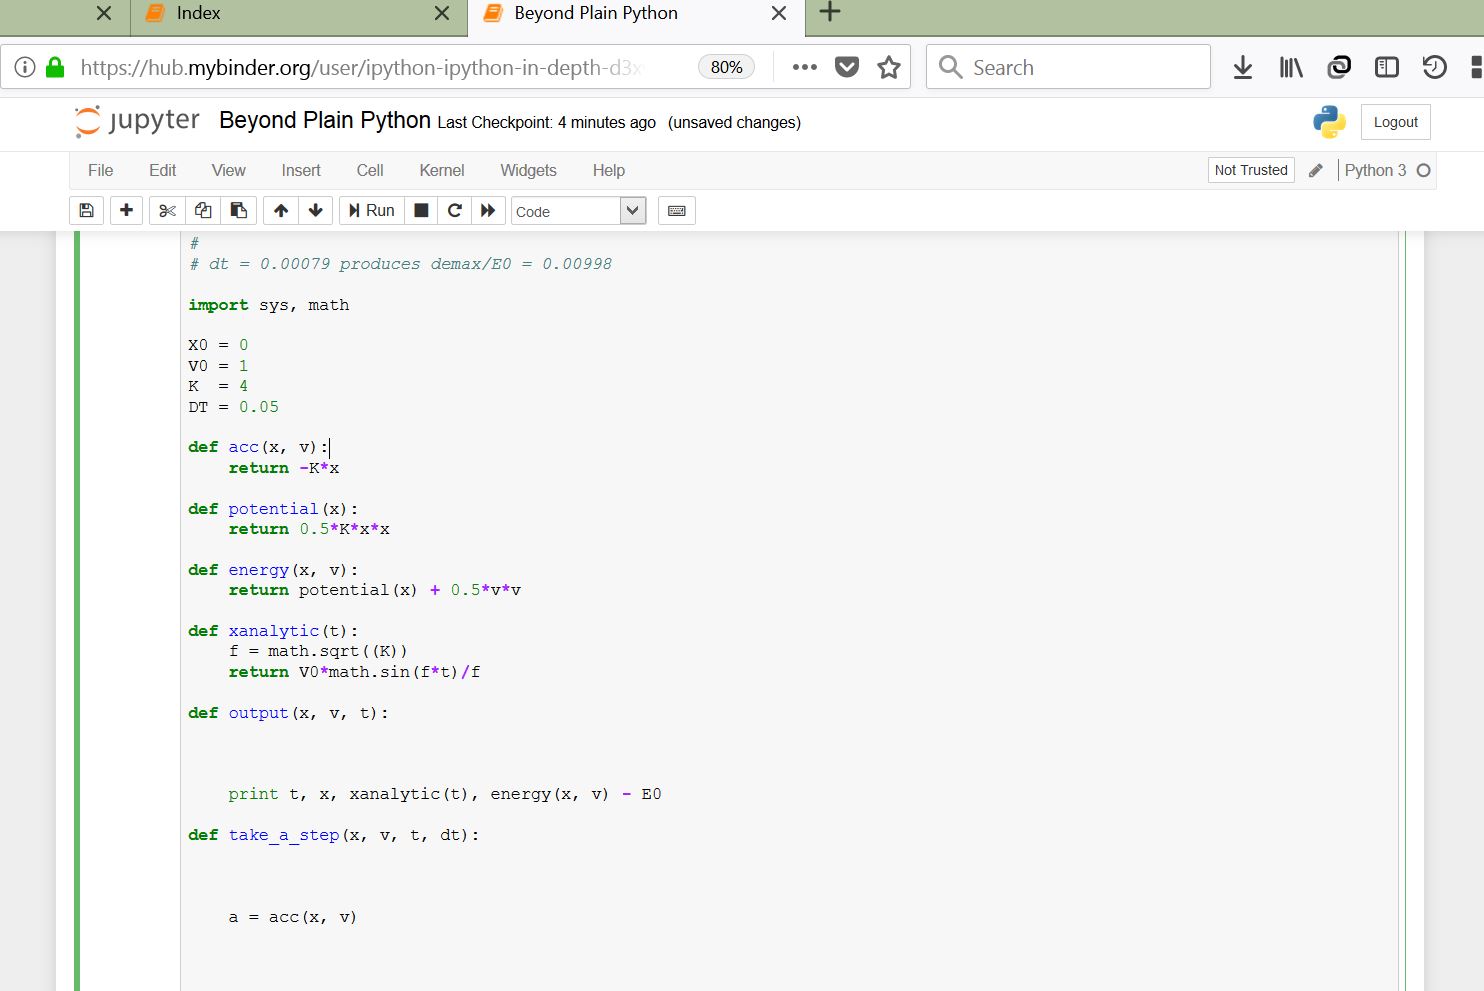 Index
Beyond Plain Python
https://hub.mybinder.org/user/ipython-ipython-in-depth-d3x
80%
Search
jupyter Beyond Plain Python Last Checkpoint: 4 minutes ago (unsaved changes)
Logout
File Edit View Insert Cell Kernel Widgets Help
Not Trusted
Python 3
Run
Code
#
# dt = 0.00079 produces demax/E0 = 0.00998
import sys, math
X0 = 0
V0 = 1
K  = 4
DT = 0.05
def acc(x, v):
    return -K*x
def potential(x):
    return 0.5*K*x*x
def energy(x, v):
    return potential(x) + 0.5*v*v
def xanalytic(t):
    f = math.sqrt((K))
    return V0*math.sin(f*t)/f
def output(x, v, t):
    print t, x, xanalytic(t), energy(x, v) - E0
def take_a_step(x, v, t, dt):
    a = acc(x, v)